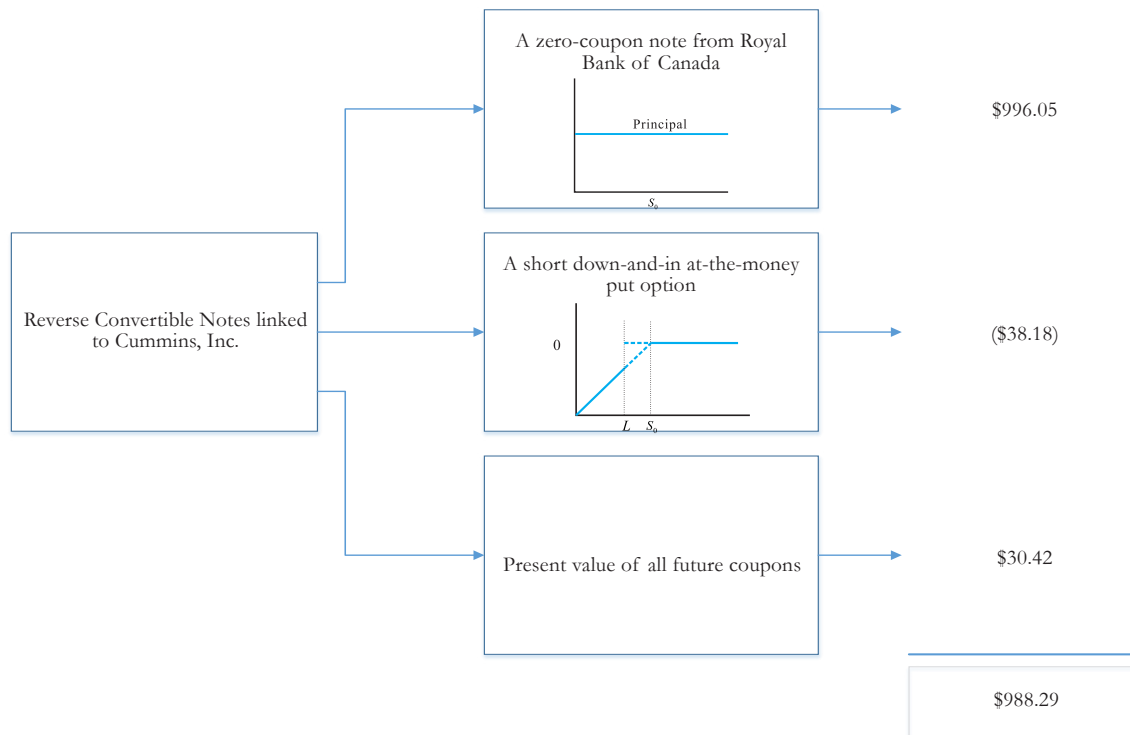 A zero-coupon note from Royal
Bank of Canada
Principal
S₀
$996.05
Reverse Convertible Notes linked
to Cummins, Inc.
A short down-and-in at-the-money
put option
0
L S₀
($38.18)
Present value of all future coupons
$30.42
$988.29